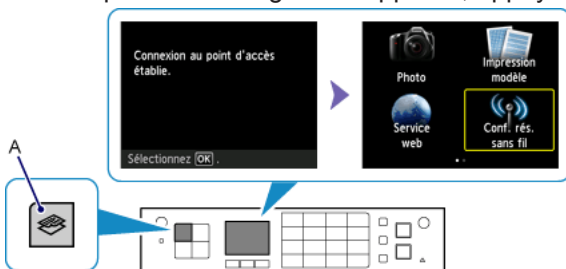 Connexion au point d'accès
établie.
Sélectionnez OK .
Photo
Impression
modèle
Service
web
Conf. rés.
sans fil
A